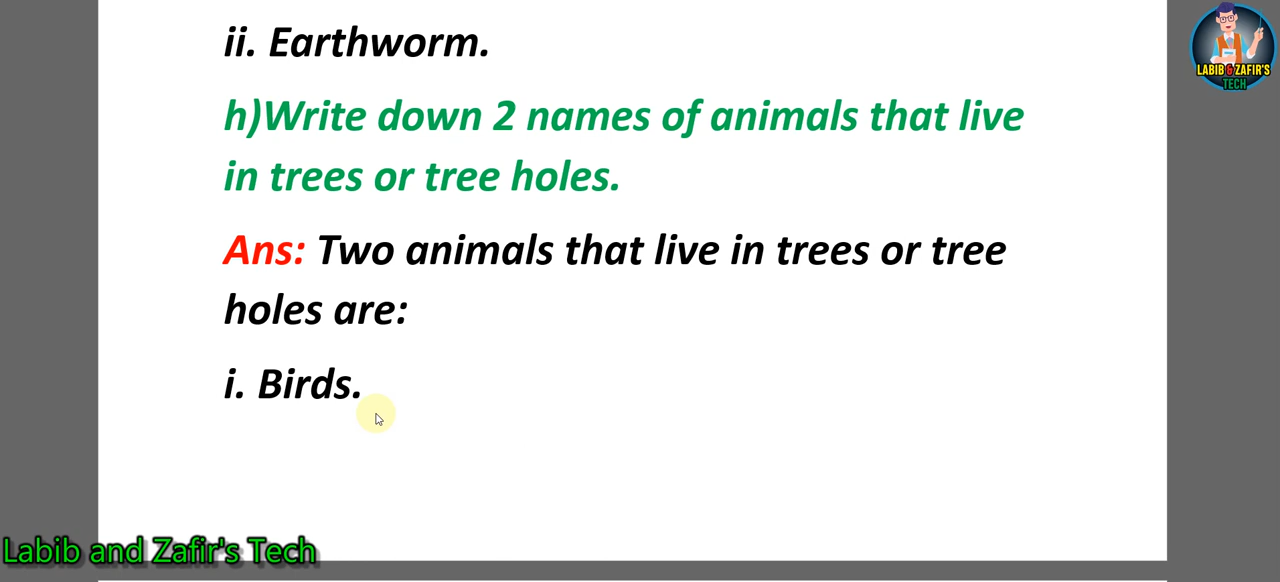 ii. Earthworm.
h)Write down 2 names of animals that live
in trees or tree holes.
Ans: Two animals that live in trees or tree
holes are:
i. Birds.
LABIB & ZAFIR'S
TECH
Labib and Zafir's Tech